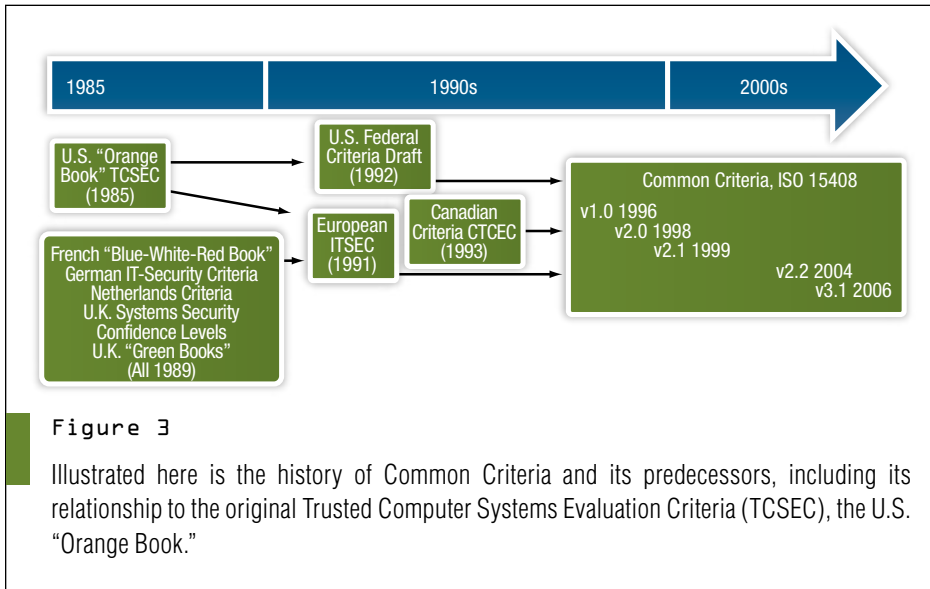 1985
1990s
2000s
U.S. “Orange
Book” TCSEC
(1985)
U.S. Federal
Criteria Draft
(1992)
French “Blue-White-Red Book”
German IT-Security Criteria
Netherlands Criteria
U.K. Systems Security
Confidence Levels
U.K. “Green Books”
(All 1989)
European
ITSEC
(1991)
Canadian
Criteria CTCEC
(1993)
Common Criteria, ISO 15408
v1.0 1996
v2.0 1998
v2.1 1999
v2.2 2004
v3.1 2006
Figure 3
Illustrated here is the history of Common Criteria and its predecessors, including its
relationship to the original Trusted Computer Systems Evaluation Criteria (TCSEC), the U.S.
“Orange Book.”